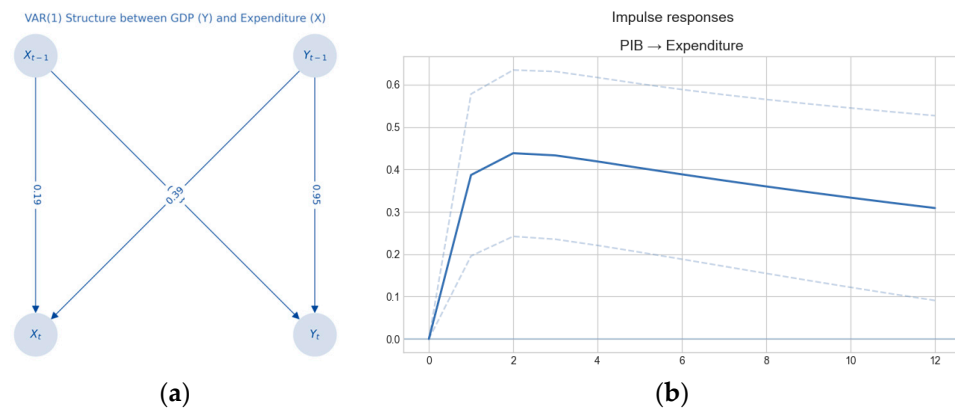 VAR(1) Structure between GDP (Y) and Expenditure (X)
X_{t−1}
Y_{t−1}
0.19
0.39
0.95
X_t
Y_t
(a)
Impulse responses
PIB → Expenditure
0.6
0.5
0.4
0.3
0.2
0.1
0.0
0 2 4 6 8 10 12
(b)